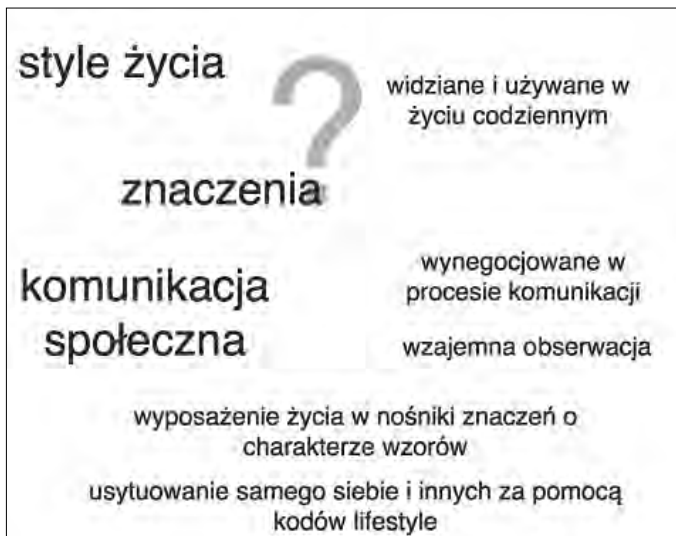 style życia
?
widziane i używane w
życiu codziennym
znaczenia
komunikacja
społeczna
wynegocjowane w
procesie komunikacji
wzajemna obserwacja
wyposażenie życia w nośniki znaczeń o
charakterze wzorów
usytuowanie samego siebie i innych za pomocą
kodów lifestyle